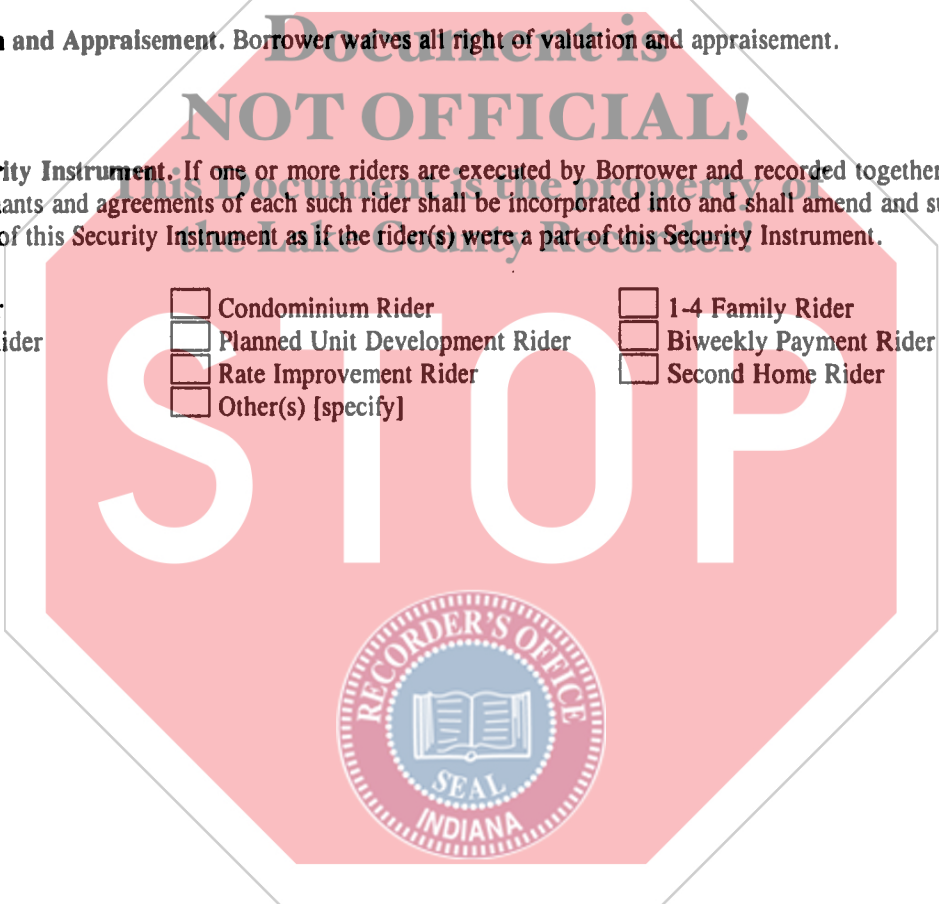 Document is
and Appraisement. Borrower waives all right of valuation and appraisement.
NOT OFFICIAL!
Instrument. If one or more riders are executed by Borrower and recorded together
This Document is the property of
and agreements of each such rider shall be incorporated into and shall amend and
the Lake County Recorder!
of this Security Instrument as if the rider(s) were a part of this Security Instrument.
Condominium Rider 1-4 Family Rider
Planned Unit Development Rider Biweekly Payment Rider
Rate Improvement Rider Second Home Rider
Other(s) [specify]
STOP
RECORDER'S OFFICE
SEAL
INDIANA